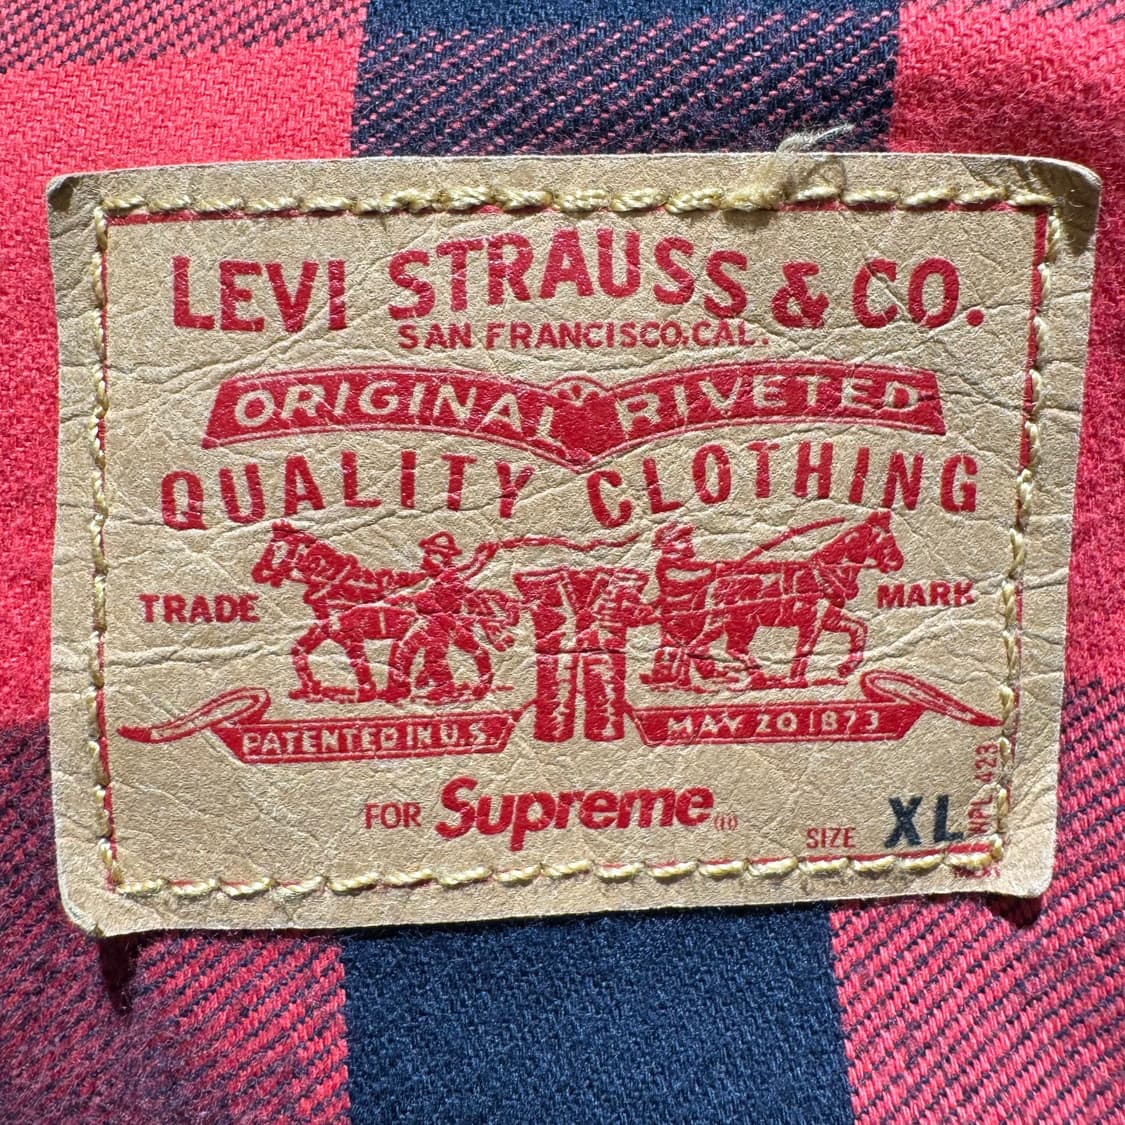 LEVI STRAUSS & CO.
SAN FRANCISCO, CAL.
ORIGINAL RIVETED
QUALITY CLOTHING
TRADE MARK
PATENTED IN U.S. MAY 20 1873
FOR Supreme
SIZE XL
NPL 423